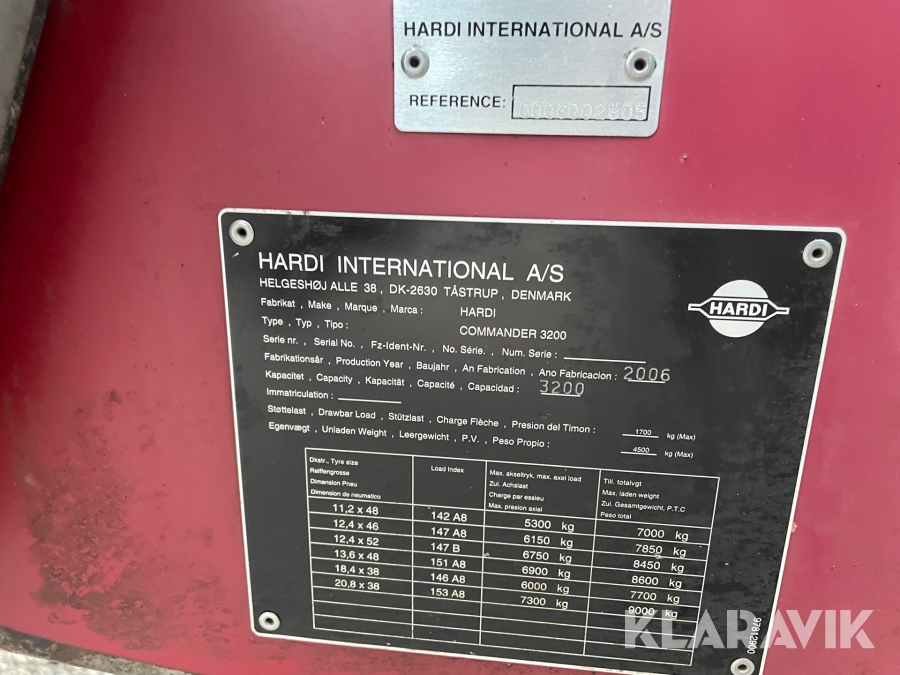 HARDI INTERNATIONAL A/S
REFERENCE: 0006002605
HARDI INTERNATIONAL A/S
HELGESHØJ ALLE 38 , DK-2630 TÅSTRUP , DENMARK
HARDI
Fabrikat , Make , Marque , Marca : HARDI
Type , Typ , Tipo : COMMANDER 3200
Serie nr. , Serial No. , Fz-Ident-Nr. , No. Série. , Num. Serie :
Fabrikationsår , Production Year , Baujahr , An Fabrication , Ano Fabricacion : 2006
Kapacitet , Capacity , Kapacität , Capacité , Capacidad : 3200
Immatriculation :
Støttelast , Drawbar Load , Stützlast , Charge Flèche , Presion del Timon : 1700 kg (Max)
Egenvægt , Unladen Weight , Leergewicht , P.V. , Peso Propio : 4500 kg (Max)
Dkstr., Tyre size
Reiffengrosse
Dimension Pneu
Dimension de neumatico
Load Index
Max. akseltryk, max. axel load
Zul. Achslast
Charge par essieu
Max. presion axial
Till. totalvgt
Max. laden weight
Zul. Gesamtgewicht, P.T.C
Peso total
11,2 x 48 142 A8 5300 kg 7000 kg
12,4 x 46 147 A8 6150 kg 7850 kg
12,4 x 52 147 B 6750 kg 8450 kg
13,6 x 48 151 A8 6900 kg 8600 kg
18,4 x 38 146 A8 6000 kg 7700 kg
20,8 x 38 153 A8 7300 kg 9000 kg
97812900
KLARAVIK